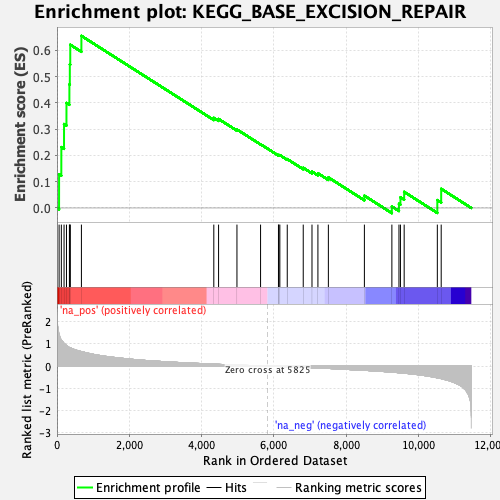 Enrichment plot: KEGG_BASE_EXCISION_REPAIR
Enrichment score (ES)
0.6
0.5
0.4
0.3
0.2
0.1
0.0
'na_pos' (positively correlated)
Ranked list metric (PreRanked)
2
1
0
-1
-2
-3
Zero cross at 5825
'na_neg' (negatively correlated)
0
2,000
4,000
6,000
8,000
10,000
12,000
Rank in Ordered Dataset
Enrichment profile
Hits
Ranking metric scores